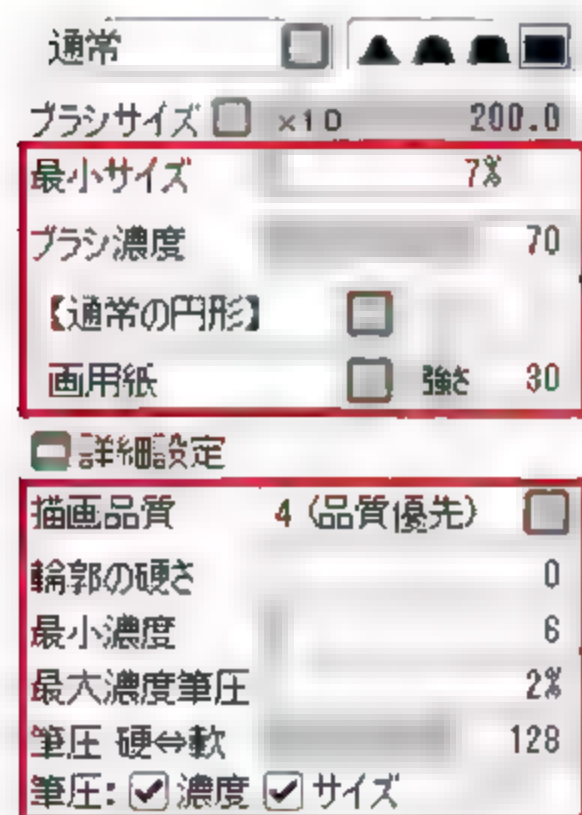 通常
ブラシサイズ ×10 200.0
最小サイズ 7%
ブラシ濃度 70
【通常の円形】
画用紙 強さ 30
詳細設定
描画品質 4 (品質優先)
輪郭の硬さ 0
最小濃度 6
最大濃度筆圧 2%
筆圧 硬⇔軟 128
筆圧: 濃度 サイズ